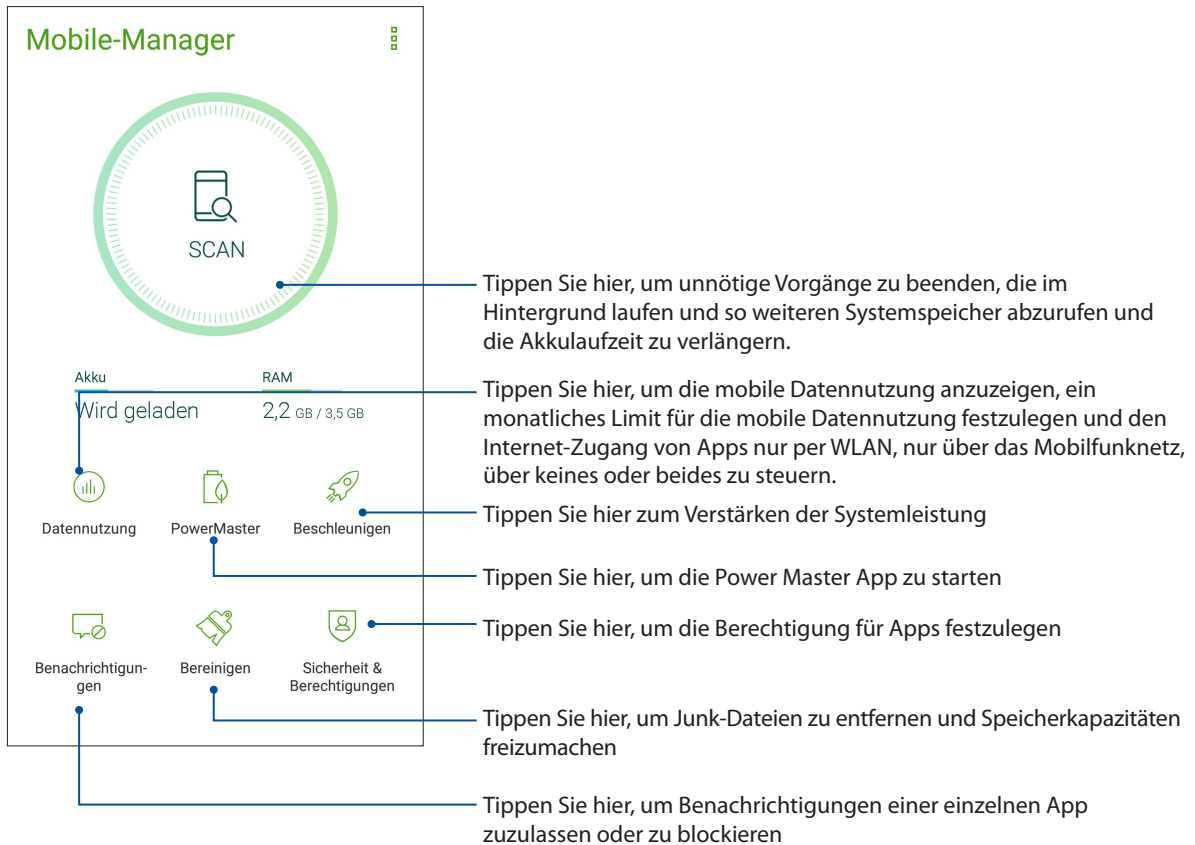 Mobile-Manager
SCAN
Akku
RAM
Wird geladen
2,2 GB / 3,5 GB
Datennutzung
PowerMaster
Beschleunigen
Benachrichtigun-
gen
Bereinigen
Sicherheit &
Berechtigungen
Tippen Sie hier, um unnötige Vorgänge zu beenden, die im
Hintergrund laufen und so weiteren Systemspeicher abzurufen und
die Akkulaufzeit zu verlängern.
Tippen Sie hier, um die mobile Datennutzung anzuzeigen, ein
monatliches Limit für die mobile Datennutzung festzulegen und den
Internet-Zugang von Apps nur per WLAN, nur über das Mobilfunknetz,
über keines oder beides zu steuern.
Tippen Sie hier zum Verstärken der Systemleistung
Tippen Sie hier, um die Power Master App zu starten
Tippen Sie hier, um die Berechtigung für Apps festzulegen
Tippen Sie hier, um Junk-Dateien zu entfernen und Speicherkapazitäten
freizumachen
Tippen Sie hier, um Benachrichtigungen einer einzelnen App
zuzulassen oder zu blockieren